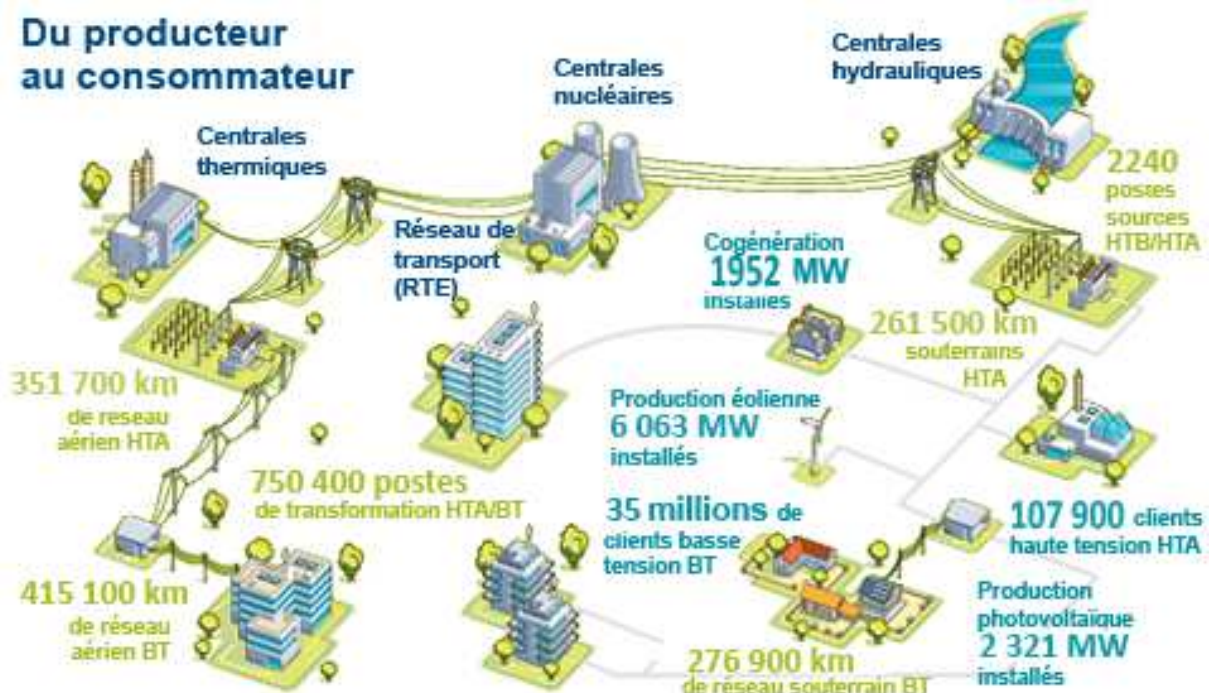 Du producteur
au consommateur
Centrales
thermiques
Centrales
nucléaires
Centrales
hydrauliques
2240
postes
sources
HTB/HTA
Réseau de
transport
(RTE)
Cogénération
1952 MW
installés
261 500 km
souterrains
HTA
351 700 km
de reseau
aérien HTA
Production éolienne
6 063 MW
installés
750 400 postes
de transformation HTA/BT
35 millions de
clients basse
tension BT
107 900 clients
haute tension HTA
415 100 km
de réseau
aérien BT
Production
photovoltaïque
2 321 MW
installés
276 900 km
de réseau souterrain BT